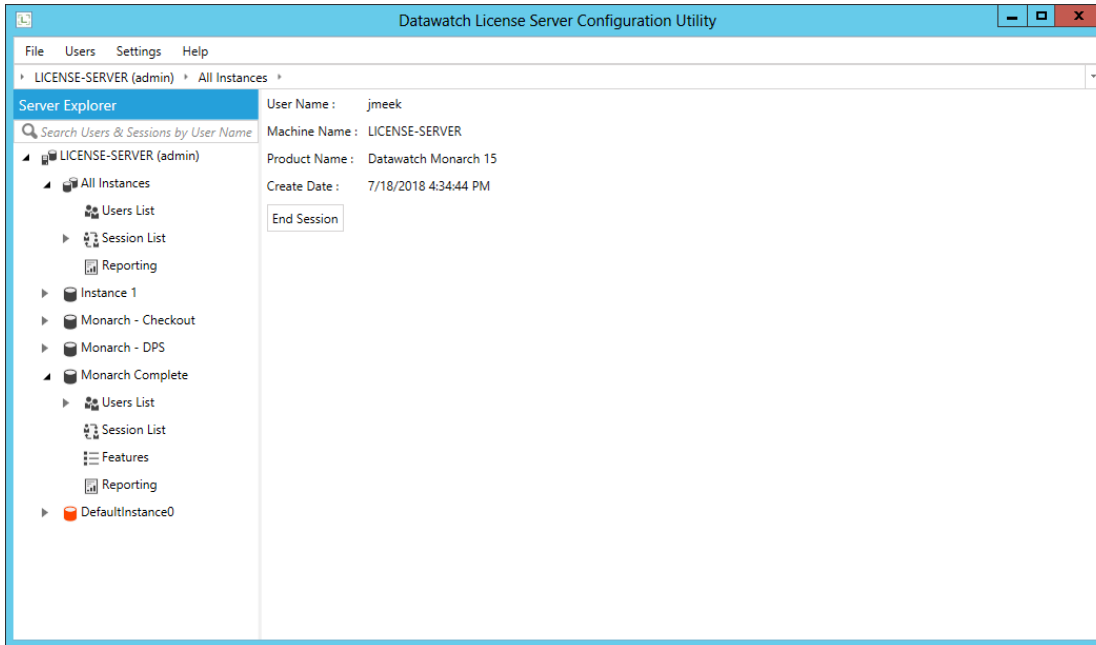 Datawatch License Server Configuration Utility
File Users Settings Help
LICENSE-SERVER (admin) All Instances
Server Explorer
Search Users & Sessions by User Name
LICENSE-SERVER (admin)
All Instances
Users List
Session List
Reporting
Instance 1
Monarch - Checkout
Monarch - DPS
Monarch Complete
Users List
Session List
Features
Reporting
DefaultInstance0
User Name : jmeek
Machine Name : LICENSE-SERVER
Product Name : Datawatch Monarch 15
Create Date : 7/18/2018 4:34:44 PM
End Session